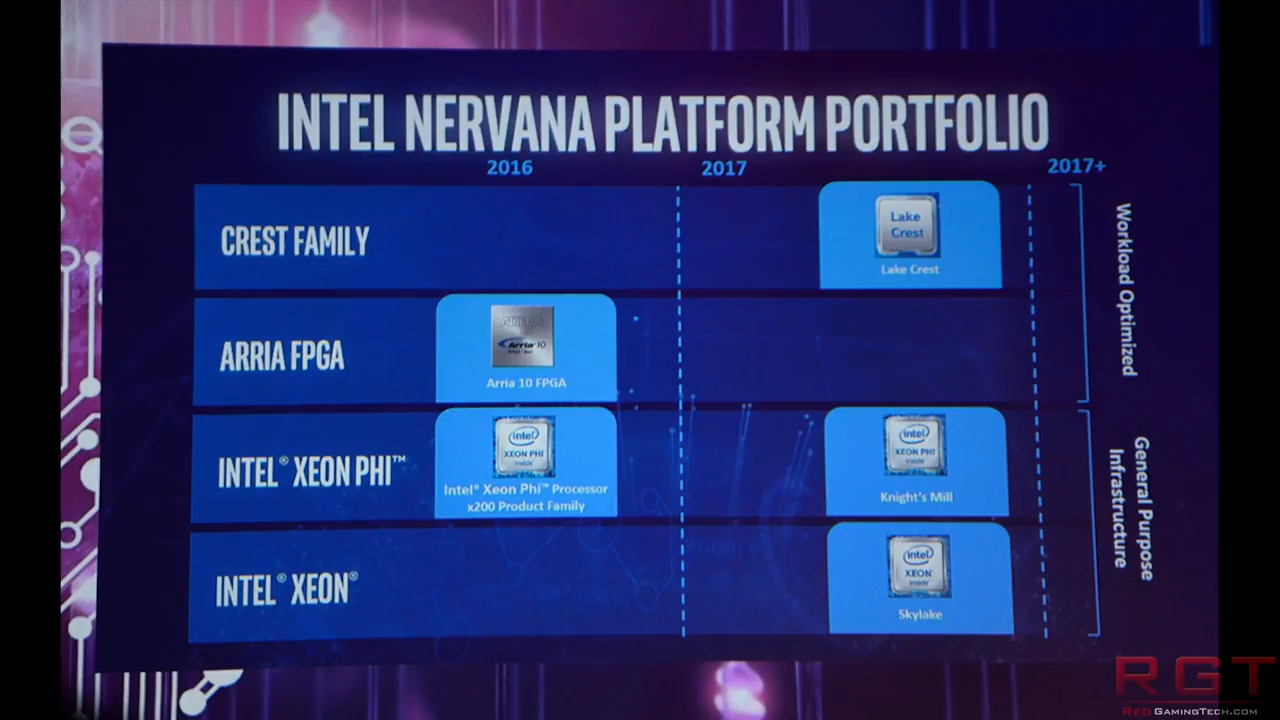 INTEL NERVANA PLATFORM PORTFOLIO
2016
2017
2017+
CREST FAMILY
Lake
Crest
Lake Crest
Workload Optimized
ARRIA FPGA
Arria 10
Arria 10 FPGA
INTEL® XEON PHI™
intel
XEON PHI
inside
Intel® Xeon Phi™ Processor
x200 Product Family
intel
XEON PHI
inside
Knight's Mill
General Purpose
Infrastructure
INTEL® XEON®
intel
XEON
inside
Skylake
RGT
REDGAMINGTECH.COM